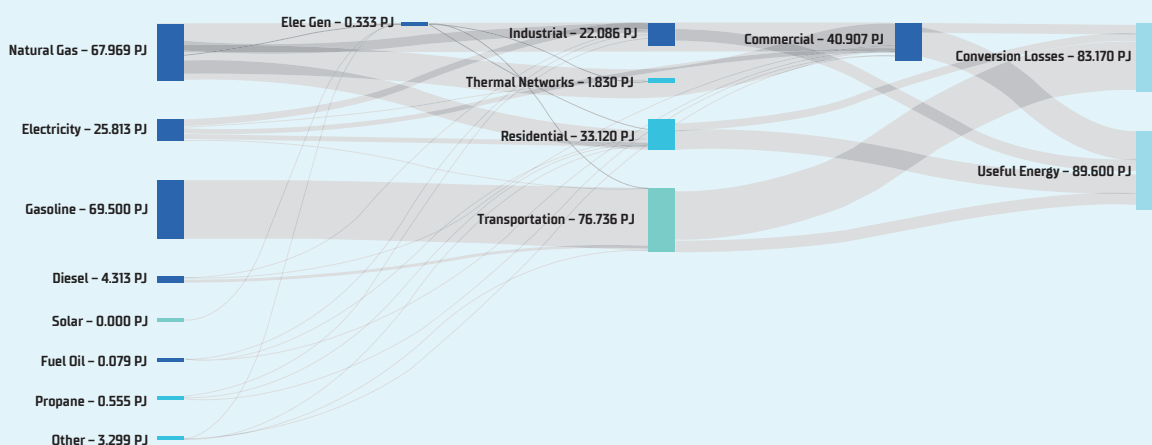 Elec Gen – 0.333 PJ
Natural Gas – 67.969 PJ
Industrial – 22.086 PJ
Commercial – 40.907 PJ
Conversion Losses – 83.170 PJ
Thermal Networks – 1.830 PJ
Electricity – 25.813 PJ
Residential – 33.120 PJ
Useful Energy – 89.600 PJ
Gasoline – 69.500 PJ
Transportation – 76.736 PJ
Diesel – 4.313 PJ
Solar – 0.000 PJ
Fuel Oil – 0.079 PJ
Propane – 0.555 PJ
Other – 3.299 PJ